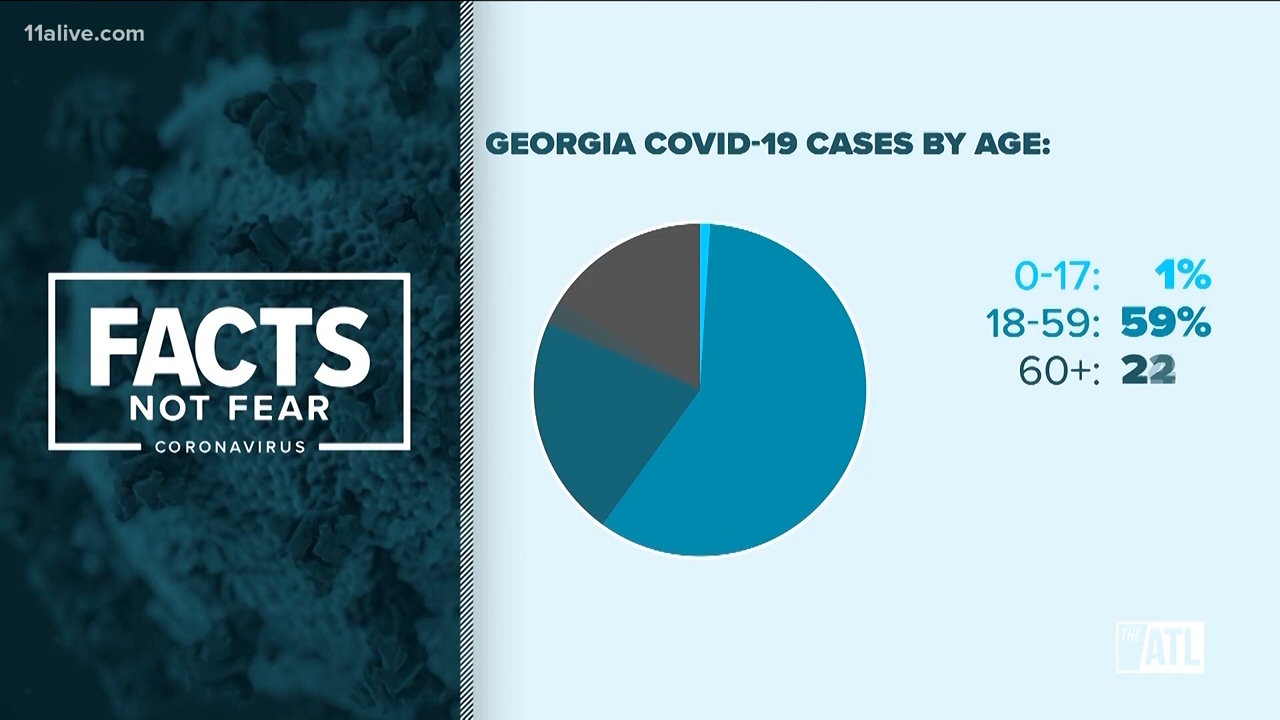 11alive.com
GEORGIA COVID-19 CASES BY AGE:
0-17: 1%
18-59: 59%
60+: 22
FACTS
NOT FEAR
CORONAVIRUS
THE ATL